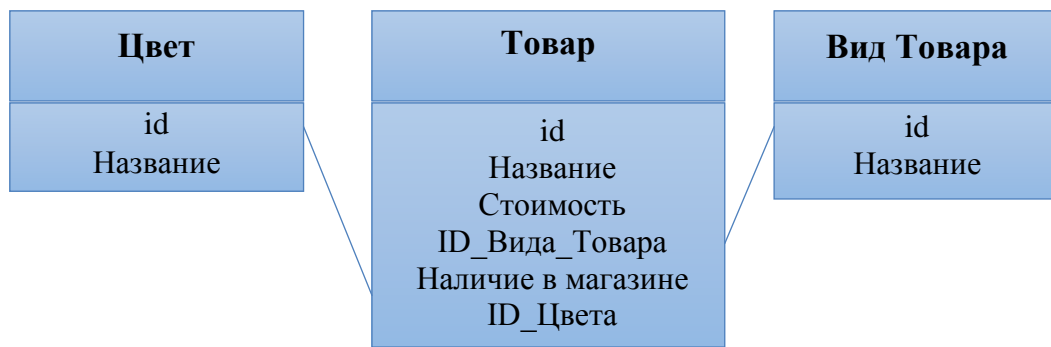 Цвет
id
Название
Товар
id
Название
Стоимость
ID_Вида_Товара
Наличие в магазине
ID_Цвета
Вид Товара
id
Название